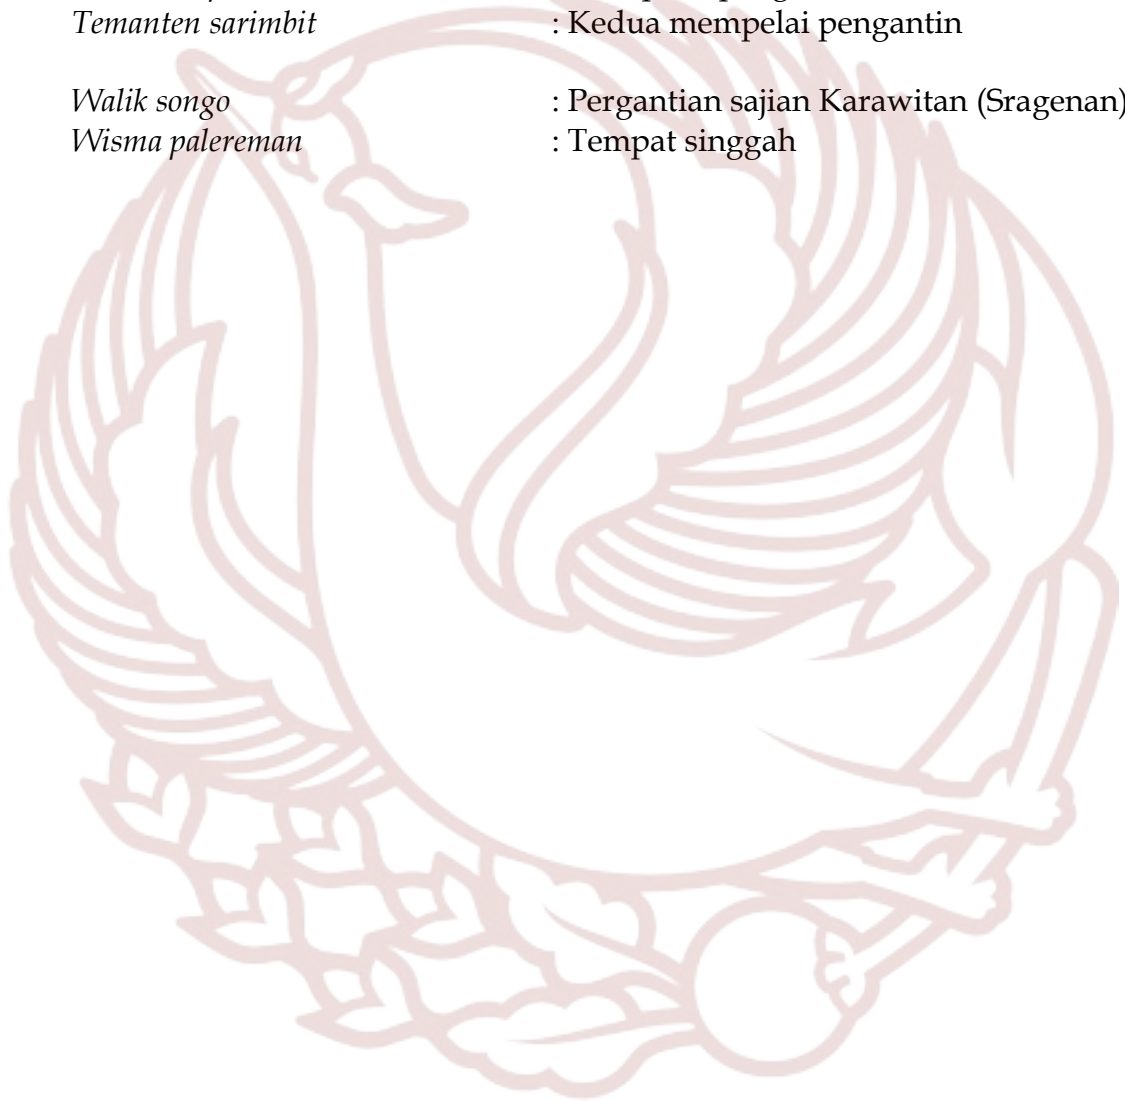 Temanten sarimbit : Kedua mempelai pengantin
Walik songo : Pergantian sajian Karawitan (Sragenan)
Wisma palereman : Tempat singgah